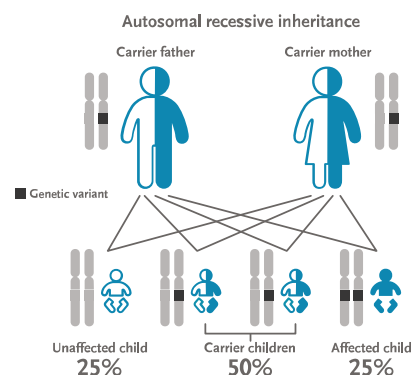 Autosomal recessive inheritance
Carrier father
Carrier mother
Genetic variant
Unaffected child
25%
Carrier children
50%
Affected child
25%